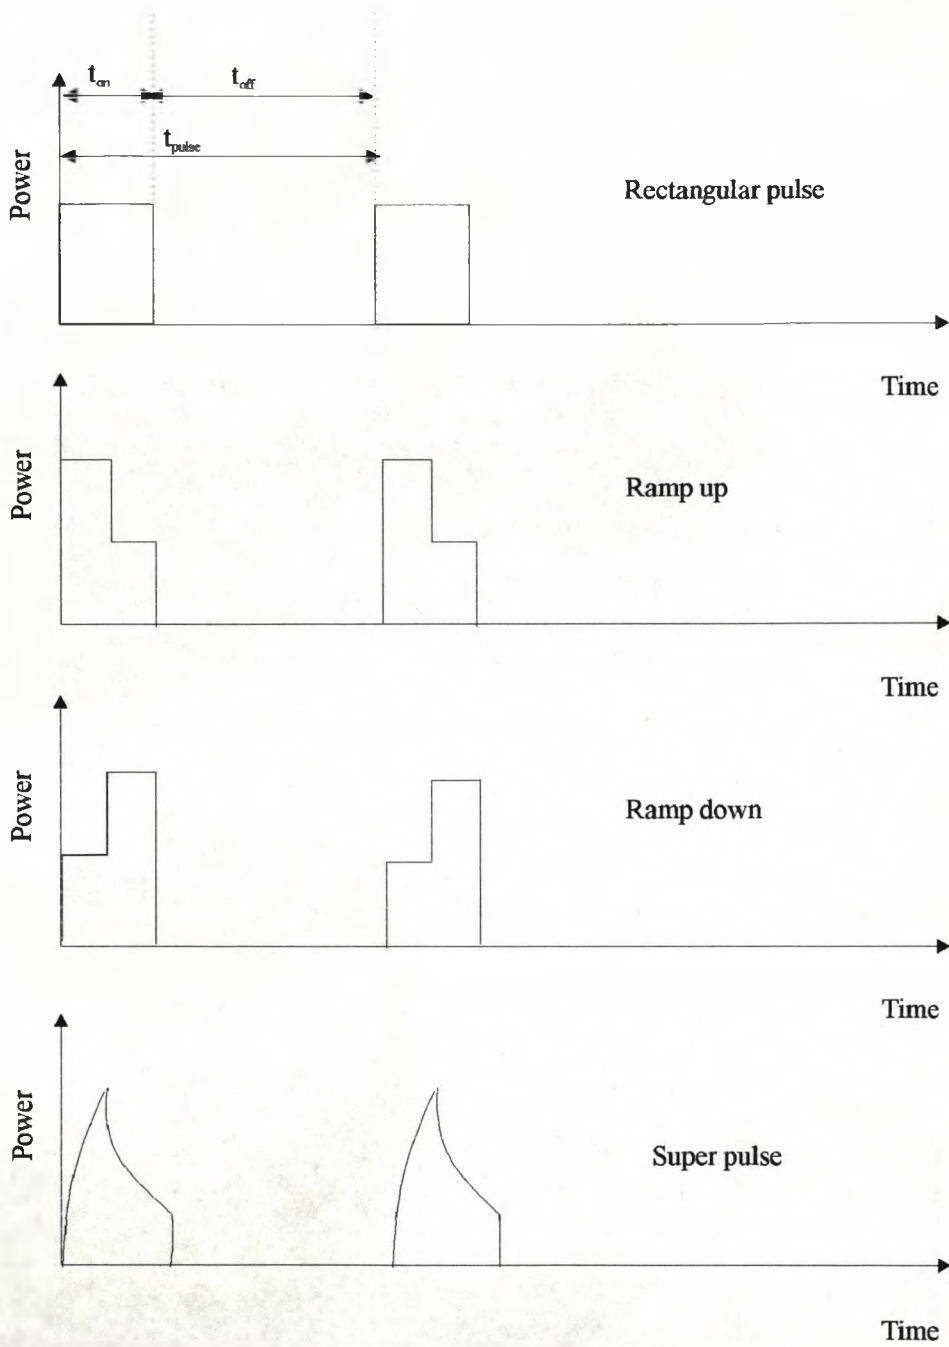 t_on
t_off
t_pulse
Power
Rectangular pulse
Time
Power
Ramp up
Time
Power
Ramp down
Time
Power
Super pulse
Time